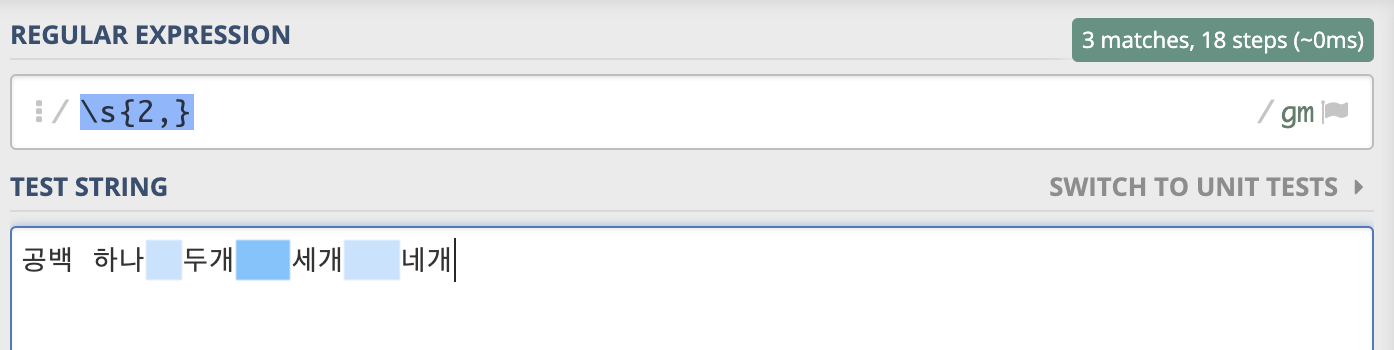 REGULAR EXPRESSION
3 matches, 18 steps (~0ms)
/ \s{2,} / gm
TEST STRING
SWITCH TO UNIT TESTS
공백 하나  두개   세개   네개